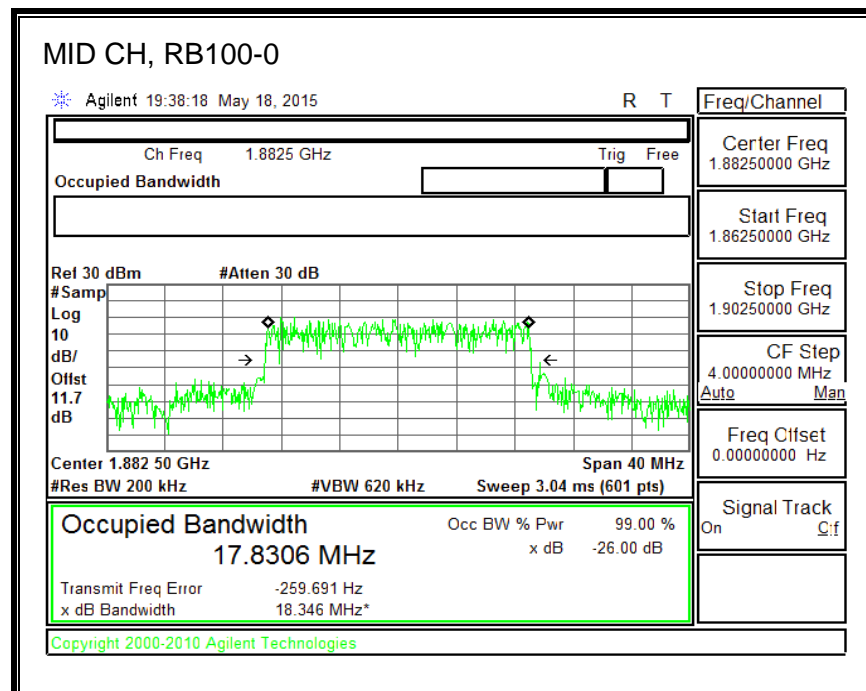 MID CH, RB100-0
Agilent 19:38:18 May 18, 2015 R T
Freq/Channel
Ch Freq 1.8825 GHz Trig Free
Occupied Bandwidth
Center Freq
1.88250000 GHz
Start Freq
1.86250000 GHz
Stop Freq
1.90250000 GHz
CF Step
4.00000000 MHz
Auto Man
Freq Offset
0.00000000 Hz
Signal Track
On Off
Ref 30 dBm #Atten 30 dB
#Samp
Log
10
dB/
Offst
11.7
dB
Center 1.882 50 GHz Span 40 MHz
#Res BW 200 kHz #VBW 620 kHz Sweep 3.04 ms (601 pts)
Occupied Bandwidth Occ BW % Pwr 99.00 %
17.8306 MHz x dB -26.00 dB
Transmit Freq Error -259.691 Hz
x dB Bandwidth 18.346 MHz*
Copyright 2000-2010 Agilent Technologies